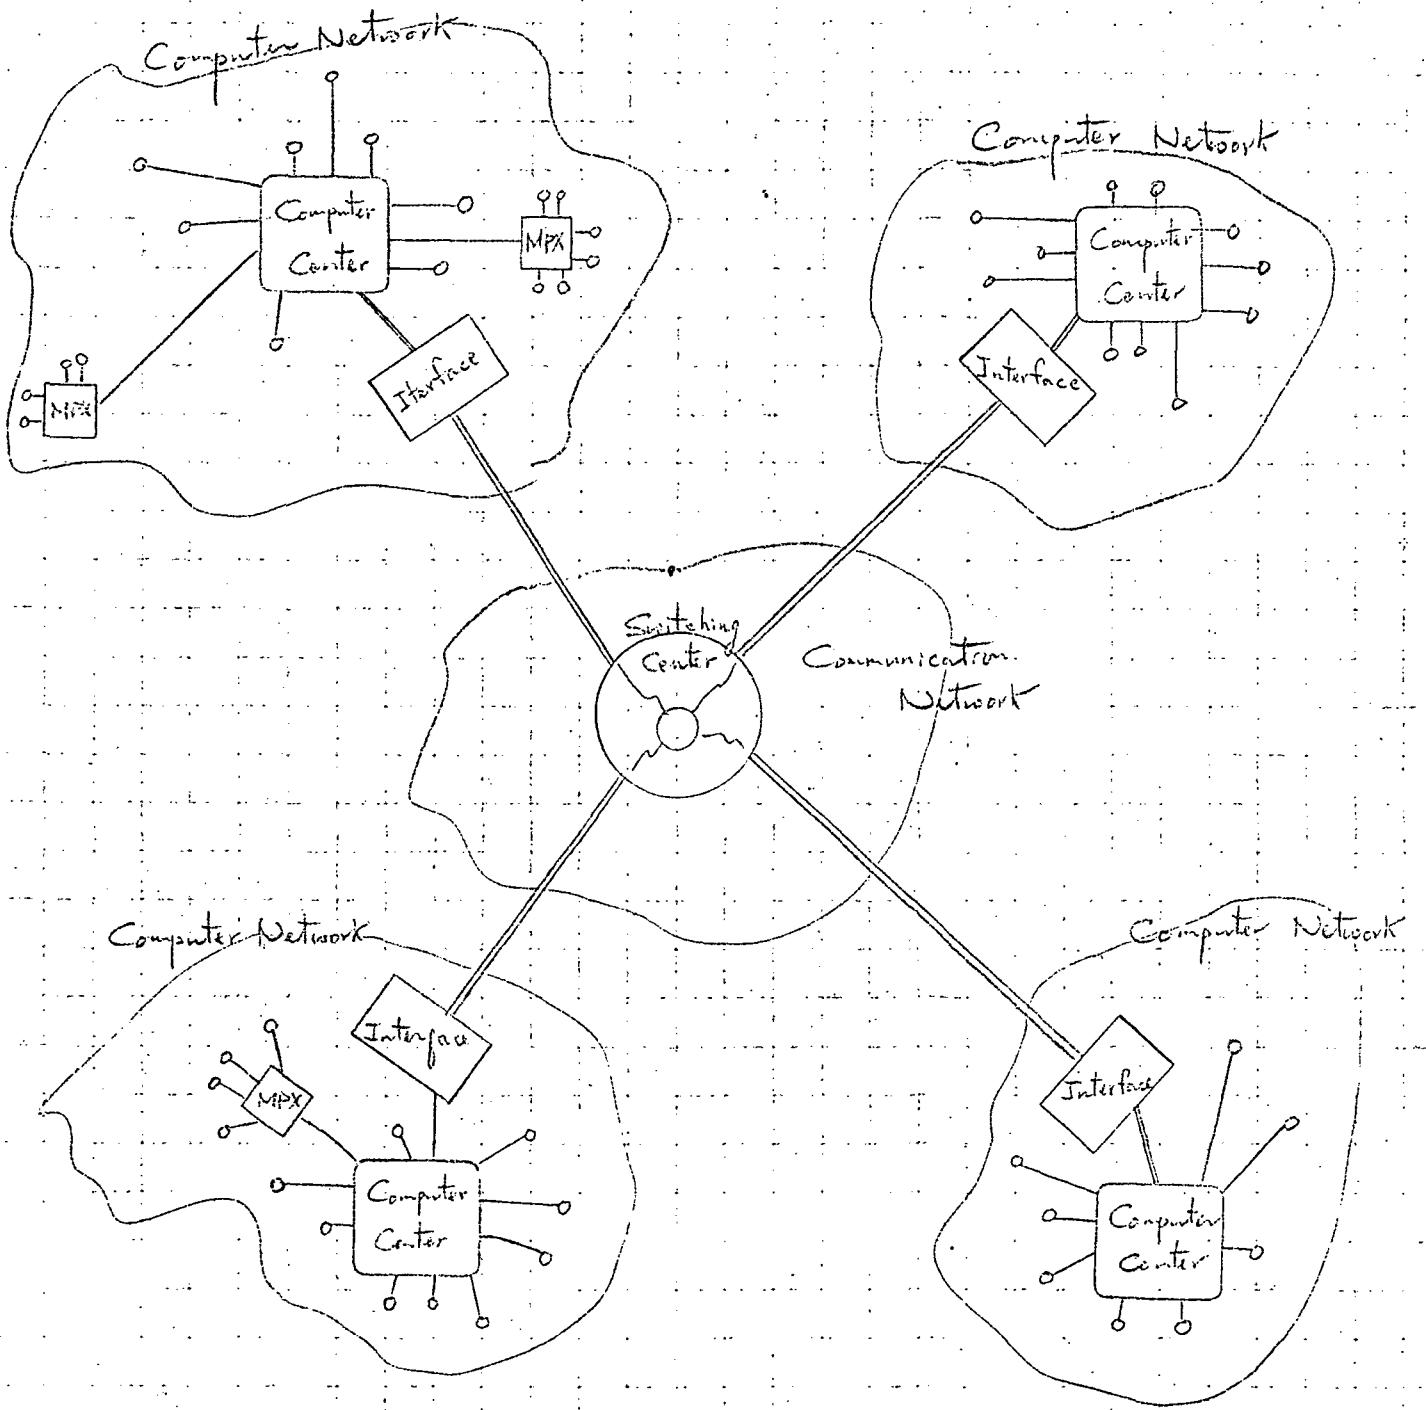 Computer Network
Computer
Center
MPX
MPX
Iterface
Computer Network
Computer
Center
Interface
Switching
Center
Communication
Network
Computer Network
Interface
MPX
Computer
Center
Computer Network
Interface
Computer
Center